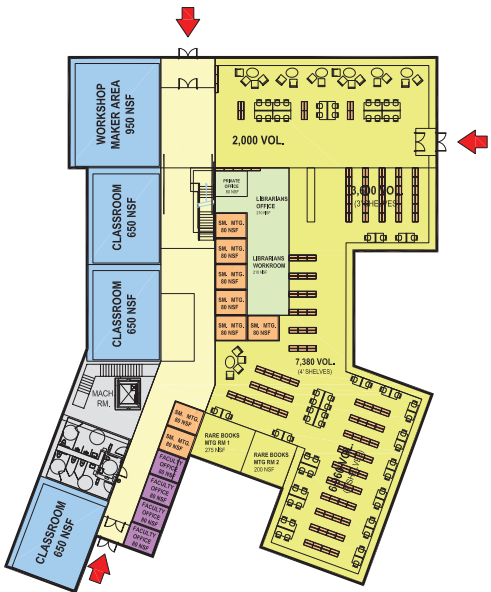 WORKSHOP
MAKER AREA
950 NSF
2,000 VOL.
CLASSROOM
650 NSF
PRIVATE
OFFICE
LIBRARIANS
OFFICE
3,600 VOL.
(3' SHELVES)
SM. MTG.
80 NSF
SM. MTG.
80 NSF
LIBRARIANS
WORKROOM
SM. MTG.
80 NSF
CLASSROOM
650 NSF
SM. MTG.
80 NSF
SM. MTG.
80 NSF
SM. MTG.
80 NSF
7,380 VOL.
(4' SHELVES)
MACH.
RM.
SM. MTG.
80 NSF
SM. MTG.
80 NSF
RARE BOOKS
MTG RM 1
275 NSF
RARE BOOKS
MTG RM 2
200 NSF
FACULTY
OFFICE
80 NSF
FACULTY
OFFICE
80 NSF
FACULTY
OFFICE
80 NSF
FACULTY
OFFICE
80 NSF
CLASSROOM
650 NSF